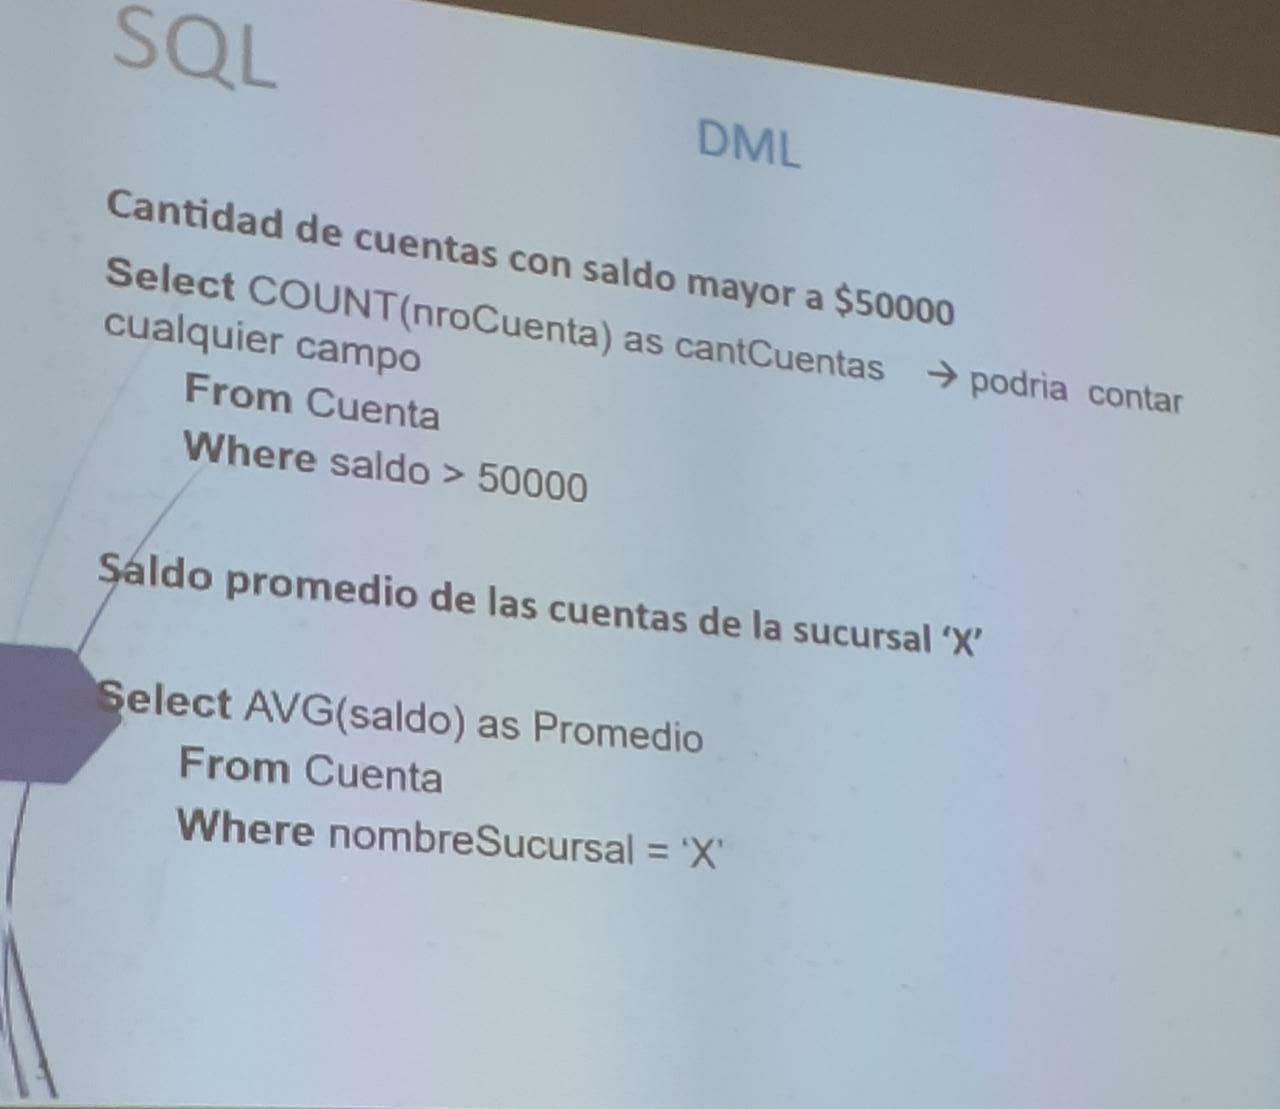 SQL
DML
Cantidad de cuentas con saldo mayor a $50000
Select COUNT(nroCuenta) as cantCuentas → podria contar
cualquier campo
From Cuenta
Where saldo > 50000
Saldo promedio de las cuentas de la sucursal ‘X’
Select AVG(saldo) as Promedio
From Cuenta
Where nombreSucursal = ‘X’